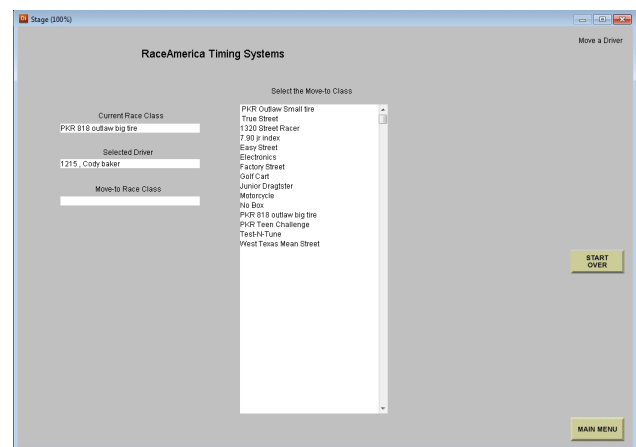 Stage (100%)
Move a Driver
RaceAmerica Timing Systems
Select the Move-to Class
Current Race Class
PKR 818 outlaw big tire
Selected Driver
1215 , Cody baker
Move-to Race Class
PKR Outlaw Small tire
True Street
1320 Street Racer
7.90 jr index
Easy Street
Electronics
Factory Street
Golf Cart
Junior Dragtster
Motorcycle
No Box
PKR 818 outlaw big tire
PKR Teen Challenge
Test-N-Tune
West Texas Mean Street
START
OVER
MAIN MENU